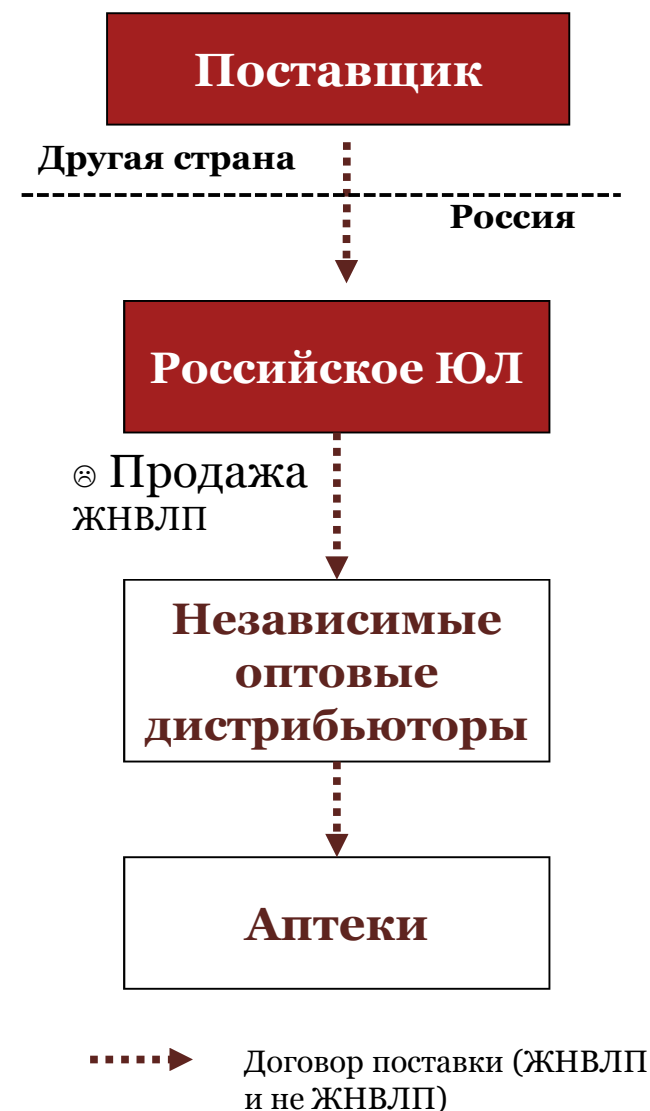 Поставщик
Другая страна
Россия
Российское ЮЛ
☹ Продажа
ЖНВЛП
Независимые
оптовые
дистрибьюторы
Аптеки
Договор поставки (ЖНВЛП
и не ЖНВЛП)